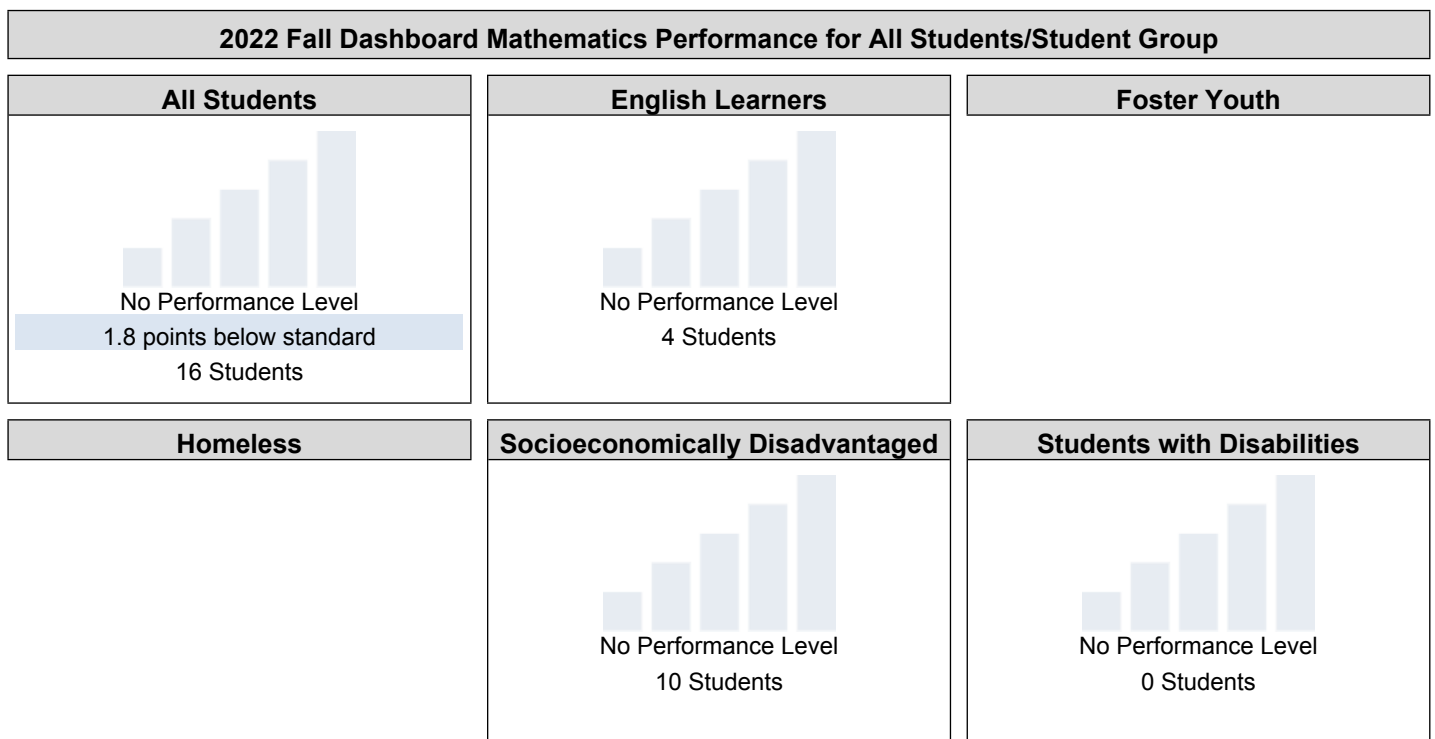 2022 Fall Dashboard Mathematics Performance for All Students/Student Group
All Students
No Performance Level
1.8 points below standard
16 Students
English Learners
No Performance Level
4 Students
Foster Youth
Homeless
Socioeconomically Disadvantaged
No Performance Level
10 Students
Students with Disabilities
No Performance Level
0 Students